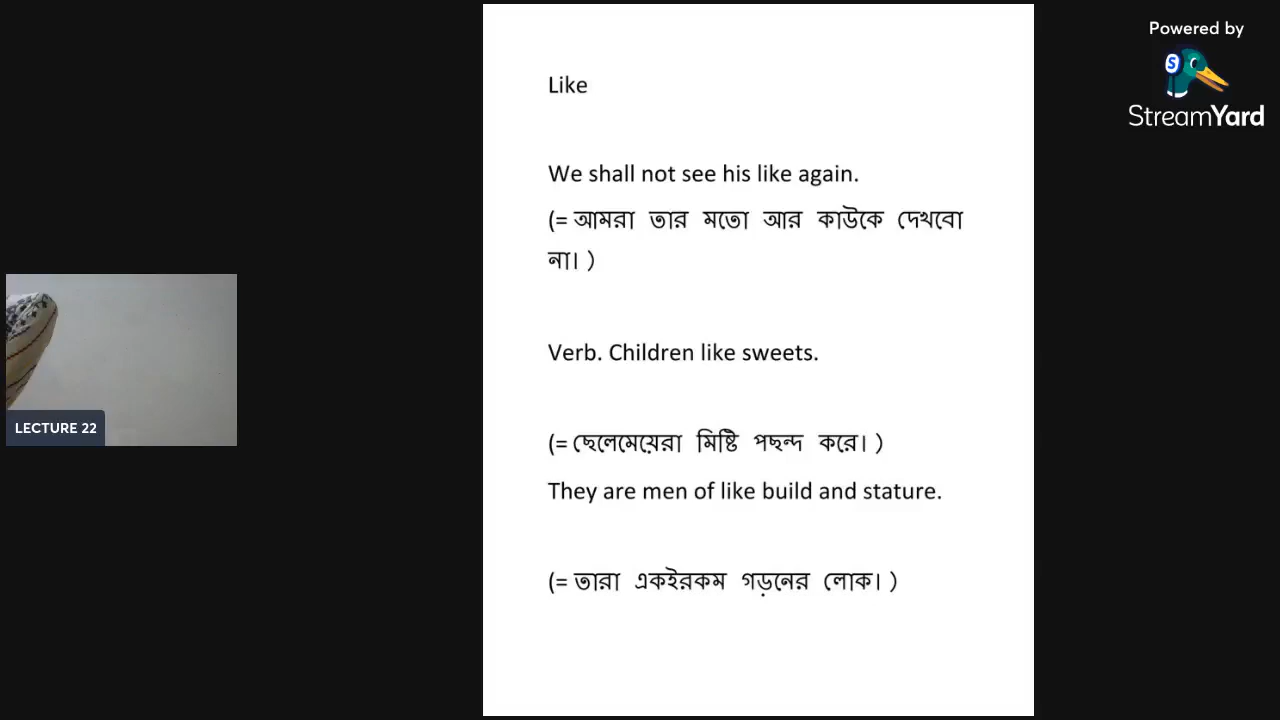 Powered by
StreamYard
Like
We shall not see his like again.
(= আমরা তার মতো আর কাউকে দেখবো
না। )
Verb. Children like sweets.
(= ছেলেমেয়েরা মিষ্টি পছন্দ করে। )
They are men of like build and stature.
(= তারা একইরকম গড়নের লোক। )
LECTURE 22